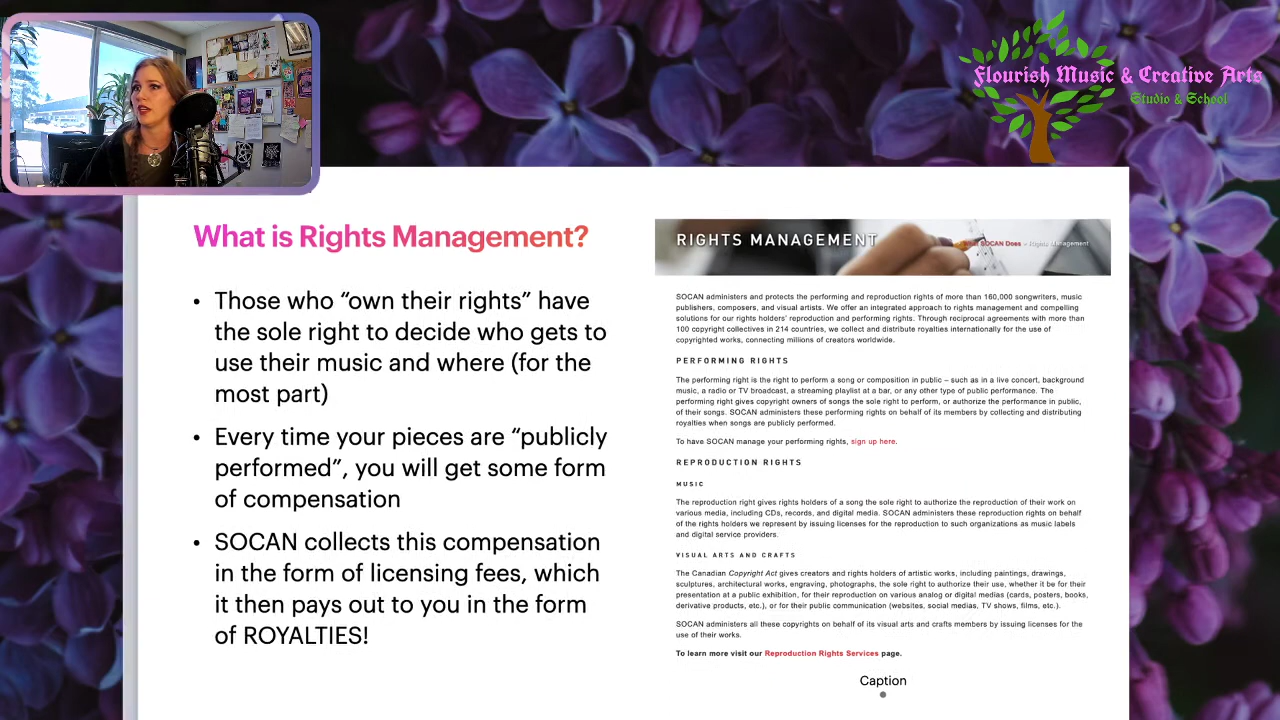 Flourish Music & Creative Arts
Studio & School
What is Rights Management?
• Those who “own their rights” have
the sole right to decide who gets to
use their music and where (for the
most part)
• Every time your pieces are “publicly
performed”, you will get some form
of compensation
• SOCAN collects this compensation
in the form of licensing fees, which
it then pays out to you in the form
of ROYALTIES!
RIGHTS MANAGEMENT
SOCAN Does » Rights Management
SOCAN administers and protects the performing and reproduction rights of more than 160,000 songwriters, music
publishers, composers, and visual artists. We offer an integrated approach to rights management and compelling
solutions for our rights holders’ reproduction and performing rights. Through reciprocal agreements with more than
100 copyright collectives in 214 countries, we collect and distribute royalties internationally for the use of
copyrighted works, connecting millions of creators worldwide.
PERFORMING RIGHTS
The performing right is the right to perform a song or composition in public – such as in a live concert, background
music, a radio or TV broadcast, a streaming playlist at a bar, or any other type of public performance. The
performing right gives copyright owners of songs the sole right to perform, or authorize the performance in public,
of their songs. SOCAN administers these performing rights on behalf of its members by collecting and distributing
royalties when songs are publicly performed.
To have SOCAN manage your performing rights, sign up here.
REPRODUCTION RIGHTS
MUSIC
The reproduction right gives rights holders of a song the sole right to authorize the reproduction of their work on
various media, including CDs, records, and digital media. SOCAN administers these reproduction rights on behalf
of the rights holders we represent by issuing licenses for the reproduction to such organizations as music labels
and digital service providers.
VISUAL ARTS AND CRAFTS
The Canadian Copyright Act gives creators and rights holders of artistic works, including paintings, drawings,
sculptures, architectural works, engraving, photographs, the sole right to authorize their use, whether it be for their
presentation at a public exhibition, for their reproduction on various analog or digital medias (cards, posters, books,
derivative products, etc.), or for their public communication (websites, social medias, TV shows, films, etc.).
SOCAN administers all these copyrights on behalf of its visual arts and crafts members by issuing licenses for the
use of their works.
To learn more visit our Reproduction Rights Services page.
Caption